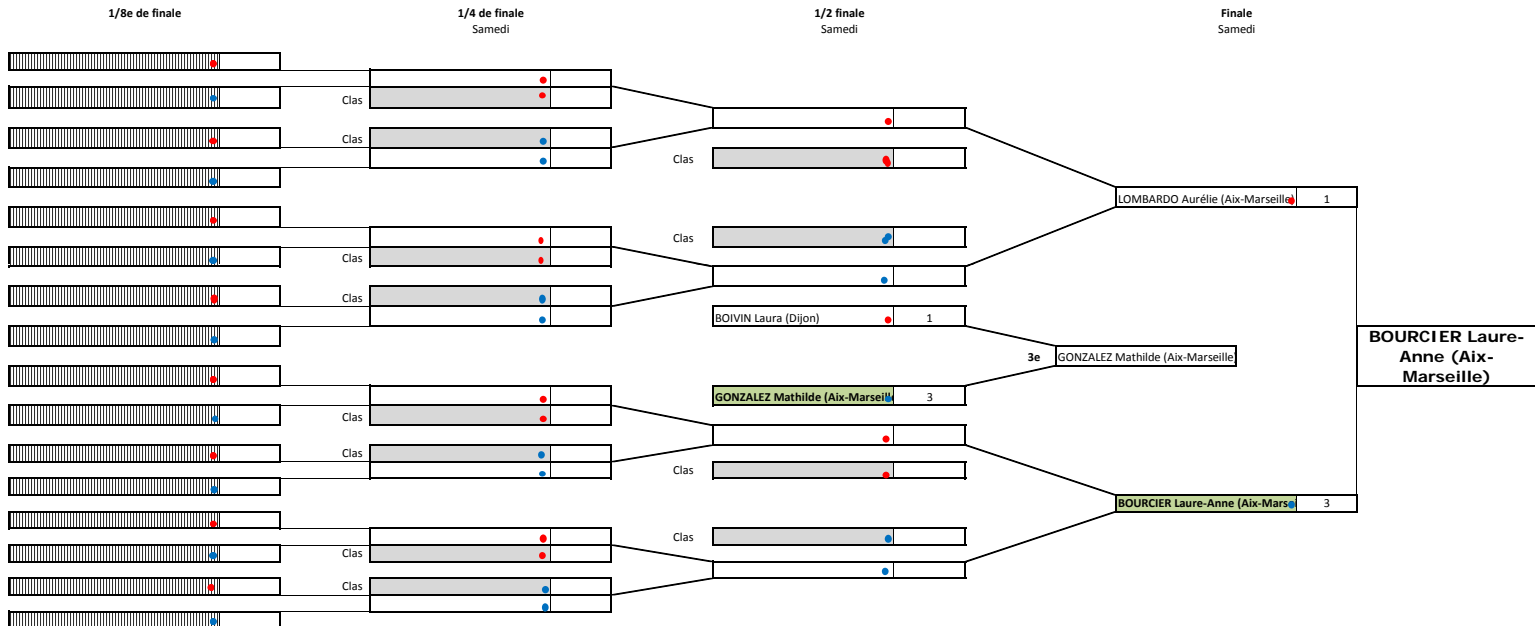 1/8e de finale
1/4 de finale
1/2 finale
Finale
Samedi
Samedi
Samedi
Clas
Clas
Clas
LOMBARDO Aurélie (Aix-Marseille) 1
Clas
Clas
Clas
BOIVIN Laura (Dijon) 1
BOURCIER Laure-
Anne (Aix-
Marseille)
3e GONZALEZ Mathilde (Aix-Marseille)
GONZALEZ Mathilde (Aix-Marseille 3
Clas
Clas
Clas
BOURCIER Laure-Anne (Aix-Mars 3
Clas
Clas
Clas